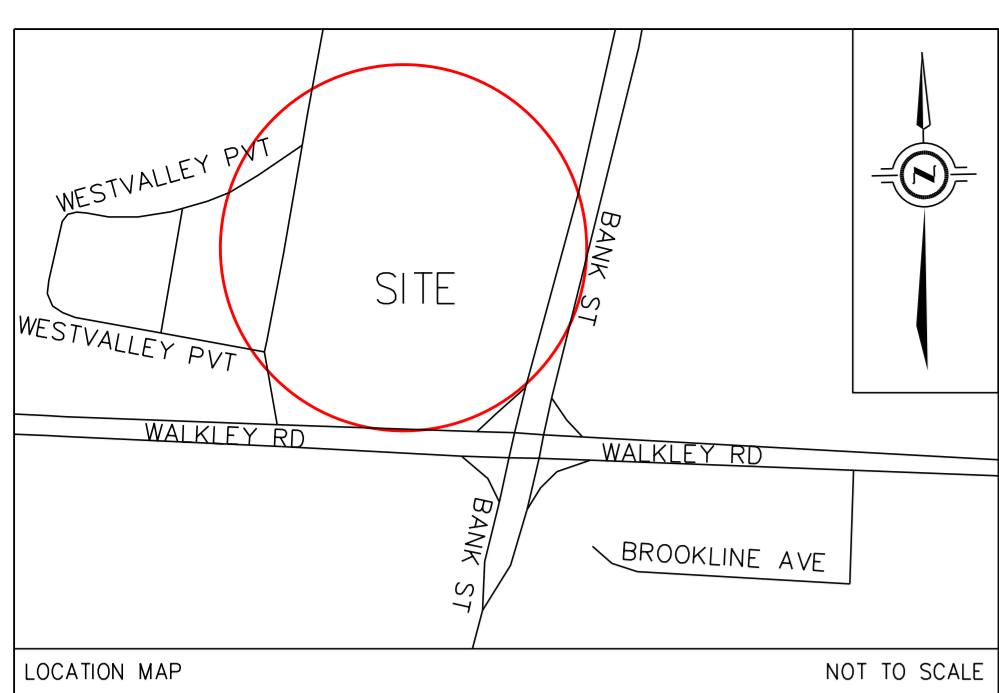 WESTVALLEY PVT
BANK ST
SITE
WESTVALLEY PVT
WALKLEY RD
WALKLEY RD
BANK ST
BROOKLINE AVE
LOCATION MAP
NOT TO SCALE
N